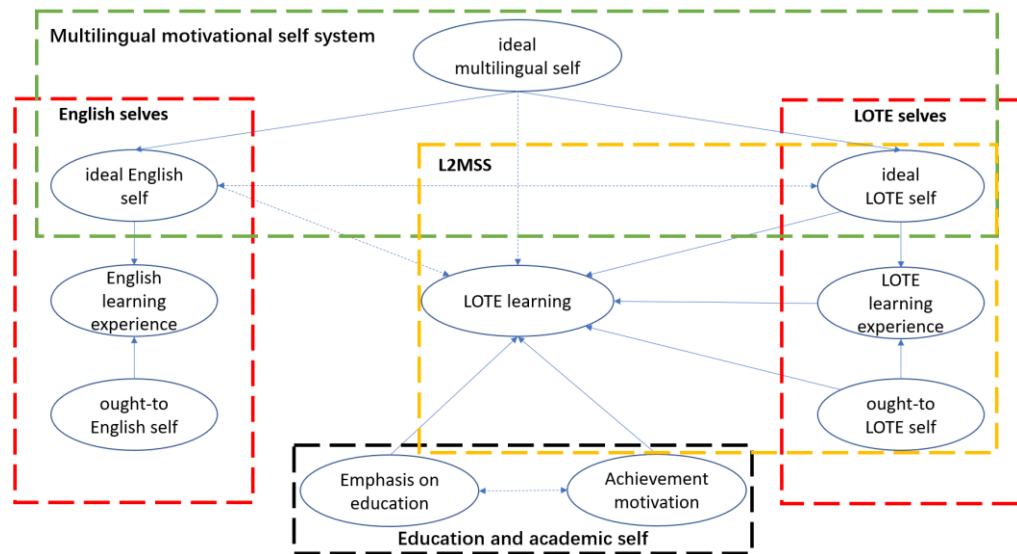 Multilingual motivational self system
ideal
multilingual self
English selves
LOTE selves
L2MSS
ideal English
self
ideal
LOTE self
English
learning
experience
LOTE learning
LOTE
learning
experience
ought-to
English self
ought-to
LOTE self
Emphasis on
education
Achievement
motivation
Education and academic self